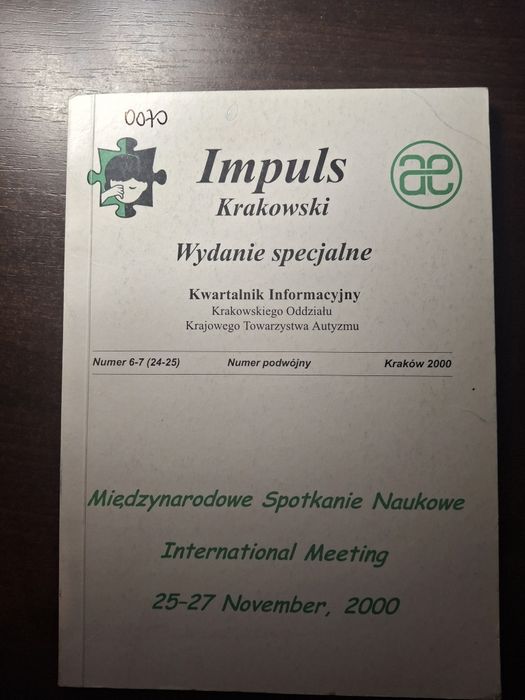 0070
Impuls
Krakowski
Wydanie specjalne
Kwartalnik Informacyjny
Krakowskiego Oddziału
Krajowego Towarzystwa Autyzmu
Numer 6-7 (24-25) Numer podwójny Kraków 2000
Międzynarodowe Spotkanie Naukowe
International Meeting
25-27 November, 2000